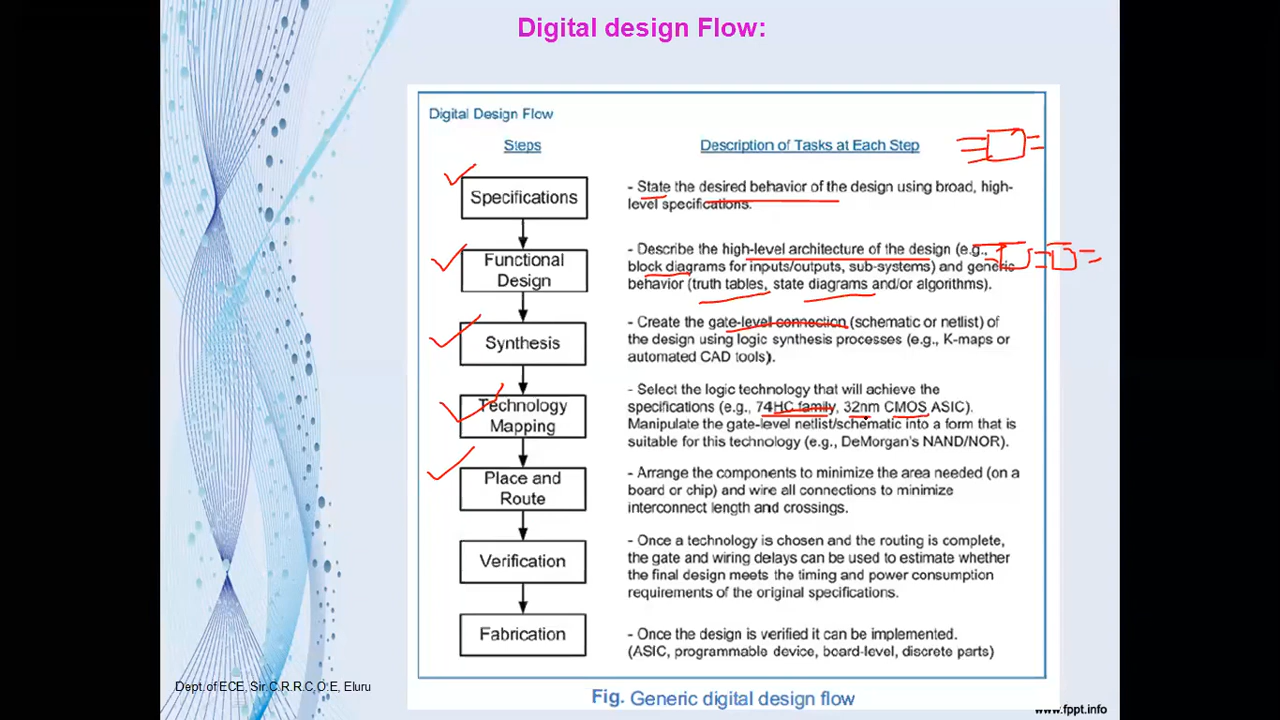 Digital design Flow:
Digital Design Flow
Steps
Description of Tasks at Each Step
Specifications
- State the desired behavior of the design using broad, high-
level specifications.
Functional
Design
- Describe the high-level architecture of the design (e.g.,
block diagrams for inputs/outputs, sub-systems) and generic
behavior (truth tables, state diagrams and/or algorithms).
Synthesis
- Create the gate-level connection (schematic or netlist) of
the design using logic synthesis processes (e.g., K-maps or
automated CAD tools).
Technology
Mapping
- Select the logic technology that will achieve the
specifications (e.g., 74HC family, 32nm CMOS ASIC).
Manipulate the gate-level netlist/schematic into a form that is
suitable for this technology (e.g., DeMorgan's NAND/NOR).
Place and
Route
- Arrange the components to minimize the area needed (on a
board or chip) and wire all connections to minimize
interconnect length and crossings.
Verification
- Once a technology is chosen and the routing is complete,
the gate and wiring delays can be used to estimate whether
the final design meets the timing and power consumption
requirements of the original specifications.
Fabrication
- Once the design is verified it can be implemented.
(ASIC, programmable device, board-level, discrete parts)
Fig. Generic digital design flow
Dept. of ECE, Sir.C.R.R.C.O.E, Eluru
www.fppt.info